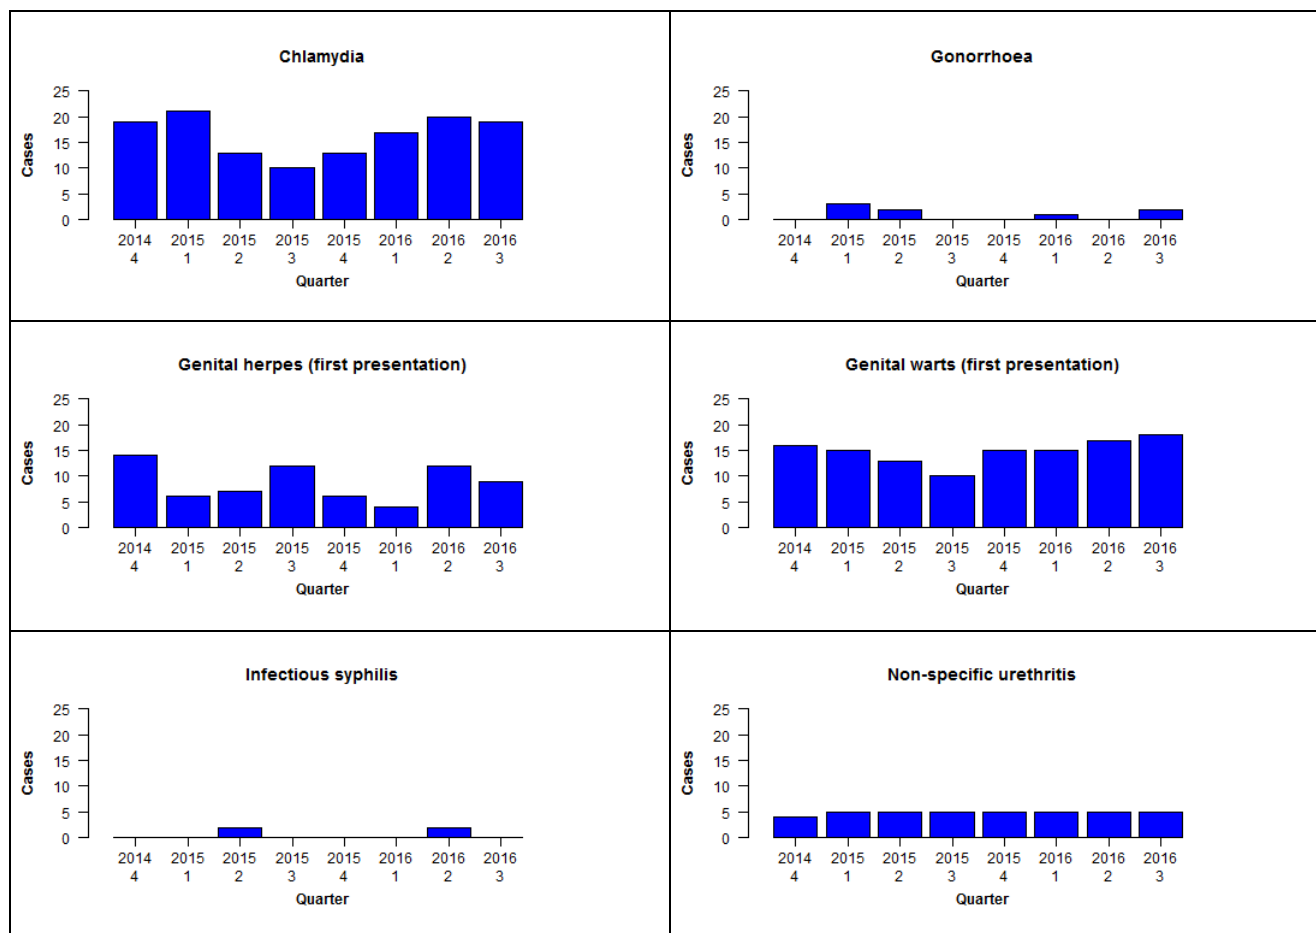 Chlamydia
25
20
15
10
5
0
Cases
2014 2015 2015 2015 2015 2016 2016 2016
4 1 2 3 4 1 2 3
Quarter
Gonorrhoea
25
20
15
10
5
0
Cases
2014 2015 2015 2015 2015 2016 2016 2016
4 1 2 3 4 1 2 3
Quarter
Genital herpes (first presentation)
25
20
15
10
5
0
Cases
2014 2015 2015 2015 2015 2016 2016 2016
4 1 2 3 4 1 2 3
Quarter
Genital warts (first presentation)
25
20
15
10
5
0
Cases
2014 2015 2015 2015 2015 2016 2016 2016
4 1 2 3 4 1 2 3
Quarter
Infectious syphilis
25
20
15
10
5
0
Cases
2014 2015 2015 2015 2015 2016 2016 2016
4 1 2 3 4 1 2 3
Quarter
Non-specific urethritis
25
20
15
10
5
0
Cases
2014 2015 2015 2015 2015 2016 2016 2016
4 1 2 3 4 1 2 3
Quarter